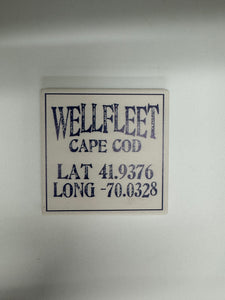 WELLFLEET
CAPE COD
LAT 41.9376
LONG -70.0328